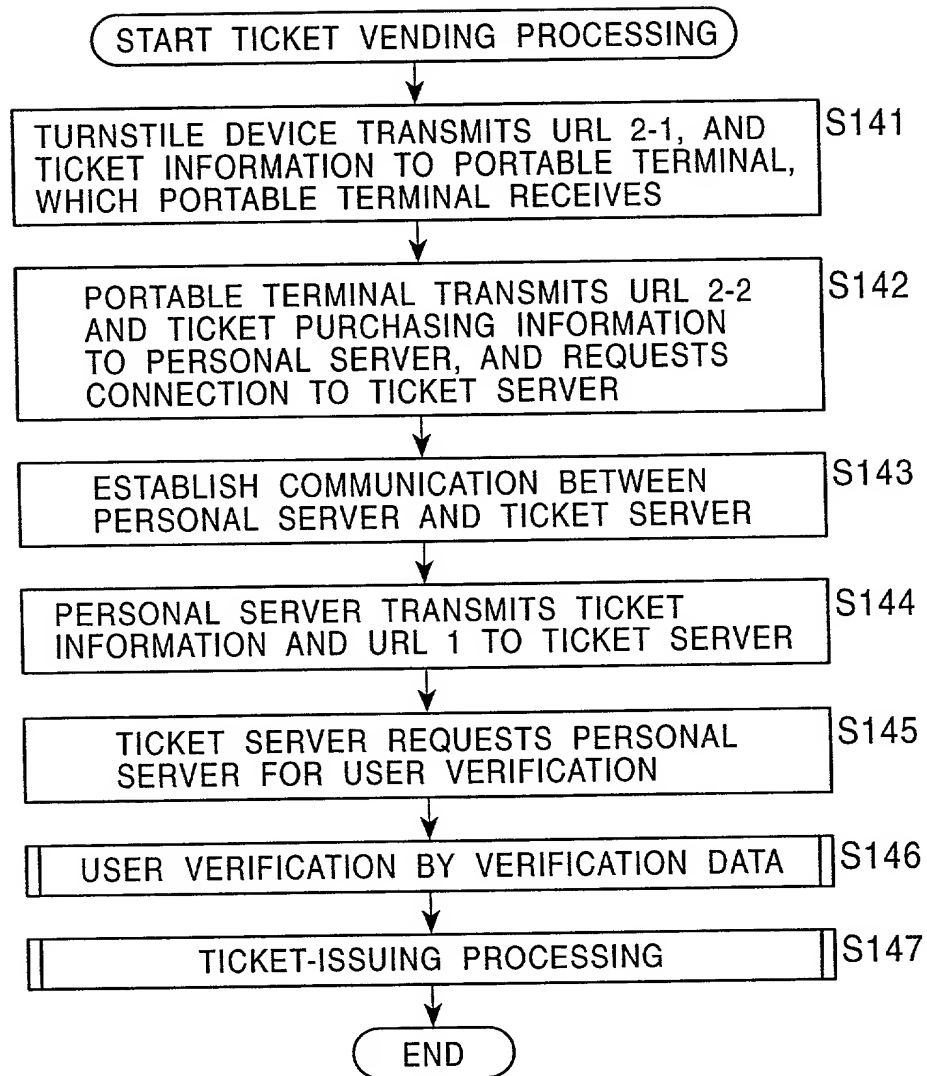 START TICKET VENDING PROCESSING
TURNSTILE DEVICE TRANSMITS URL 2-1, AND
TICKET INFORMATION TO PORTABLE TERMINAL,
WHICH PORTABLE TERMINAL RECEIVES
S141
PORTABLE TERMINAL TRANSMITS URL 2-2
AND TICKET PURCHASING INFORMATION
TO PERSONAL SERVER, AND REQUESTS
CONNECTION TO TICKET SERVER
S142
ESTABLISH COMMUNICATION BETWEEN
PERSONAL SERVER AND TICKET SERVER
S143
PERSONAL SERVER TRANSMITS TICKET
INFORMATION AND URL 1 TO TICKET SERVER
S144
TICKET SERVER REQUESTS PERSONAL
SERVER FOR USER VERIFICATION
S145
USER VERIFICATION BY VERIFICATION DATA
S146
TICKET-ISSUING PROCESSING
S147
END